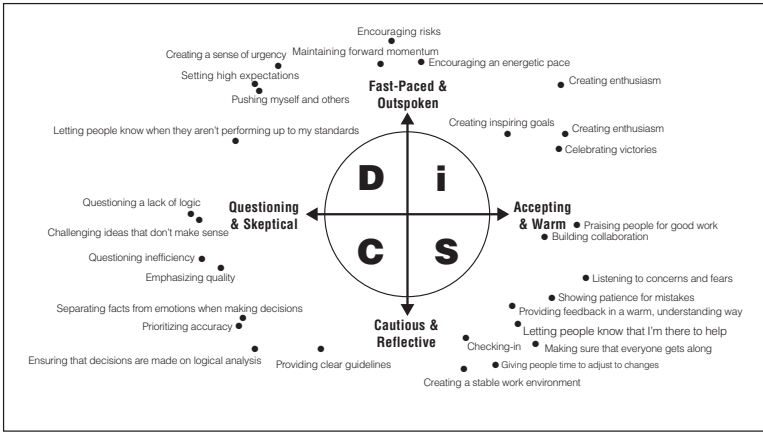 Encouraging risks
Creating a sense of urgency
Maintaining forward momentum
Encouraging an energetic pace
Setting high expectations
Creating enthusiasm
Pushing myself and others
Fast-Paced &
Outspoken
Letting people know when they aren't performing up to my standards
Creating inspiring goals
Creating enthusiasm
Celebrating victories
D
i
Questioning a lack of logic
Questioning
& Skeptical
Accepting
& Warm
Praising people for good work
Challenging ideas that don't make sense
Building collaboration
C
S
Questioning inefficiency
Emphasizing quality
Listening to concerns and fears
Separating facts from emotions when making decisions
Showing patience for mistakes
Providing feedback in a warm, understanding way
Prioritizing accuracy
Cautious &
Reflective
Letting people know that I'm there to help
Checking-in
Making sure that everyone gets along
Ensuring that decisions are made on logical analysis
Providing clear guidelines
Giving people time to adjust to changes
Creating a stable work environment